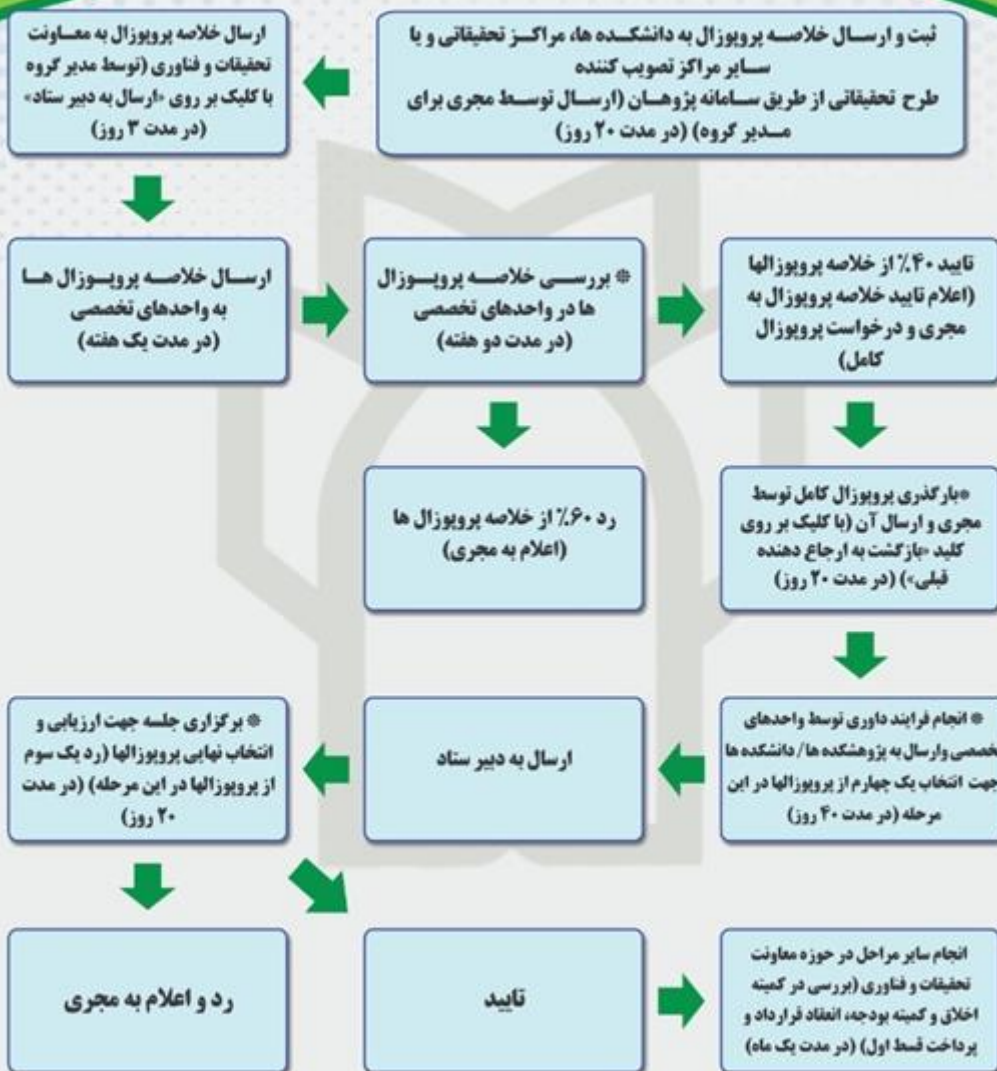 ثبت و ارسال خلاصه پروپوزال به دانشکده ها، مراکز تحقیقاتی و یا
سایر مراکز تصویب کننده
طرح تحقیقاتی از طریق سامانه پژوهان (ارسال توسط مجری برای
مدیر گروه) (در مدت ۲۰ روز)
ارسال خلاصه پروپوزال به معاونت
تحقیقات و فناوری (توسط مدیر گروه
با کلیک بر روی «ارسال به دبیر ستاد»
(در مدت ۳ روز)
ارسال خلاصه پروپوزال ها
به واحدهای تخصصی
(در مدت یک هفته)
* بررسی خلاصه پروپوزال
ها در واحدهای تخصصی
(در مدت دو هفته)
تایید ۴۰٪ از خلاصه پروپوزالها
(اعلام تایید خلاصه پروپوزال به
مجری و درخواست پروپوزال
کامل)
رد ۶۰٪ از خلاصه پروپوزال ها
(اعلام به مجری)
*بارگذری پروپوزال کامل توسط
مجری و ارسال آن (با کلیک بر روی
کلید «بازگشت به ارجاع دهنده
قبلی») (در مدت ۲۰ روز)
* انجام فرایند داوری توسط واحدهای
تخصصی وارسال به پژوهشکده ها/ دانشکده ها
جهت انتخاب یک چهارم از پروپوزالها در این
مرحله (در مدت ۴۰ روز)
ارسال به دبیر ستاد
* برگزاری جلسه جهت ارزیابی و
انتخاب نهایی پروپوزالها (رد یک سوم
از پروپوزالها در این مرحله) (در مدت
۲۰ روز)
رد و اعلام به مجری
تایید
انجام سایر مراحل در حوزه معاونت
تحقیقات و فناوری (بررسی در کمیته
اخلاق و کمیته بودجه، انعقاد قرارداد و
پرداخت قسط اول) (در مدت یک ماه)